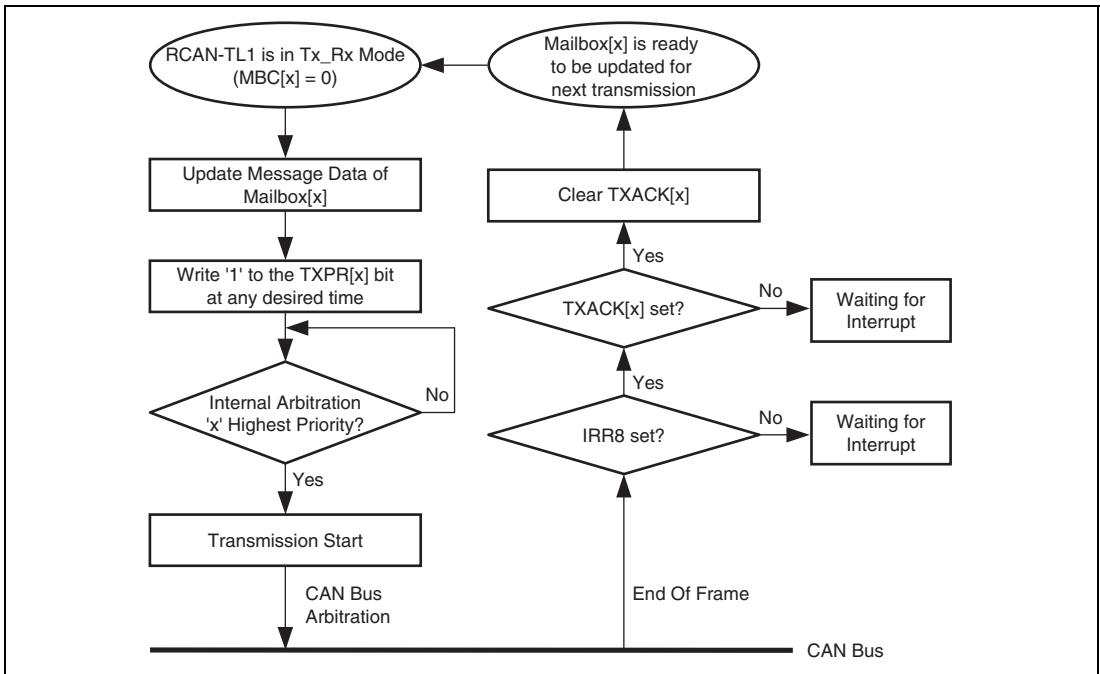 RCAN-TL1 is in Tx_Rx Mode
(MBC[x] = 0)
Update Message Data of
Mailbox[x]
Write '1' to the TXPR[x] bit
at any desired time
Internal Arbitration
'x' Highest Priority?
No
Yes
Transmission Start
CAN Bus
Arbitration
Mailbox[x] is ready
to be updated for
next transmission
Clear TXACK[x]
Yes
TXACK[x] set?
No
Waiting for
Interrupt
Yes
IRR8 set?
No
Waiting for
Interrupt
End Of Frame
CAN Bus